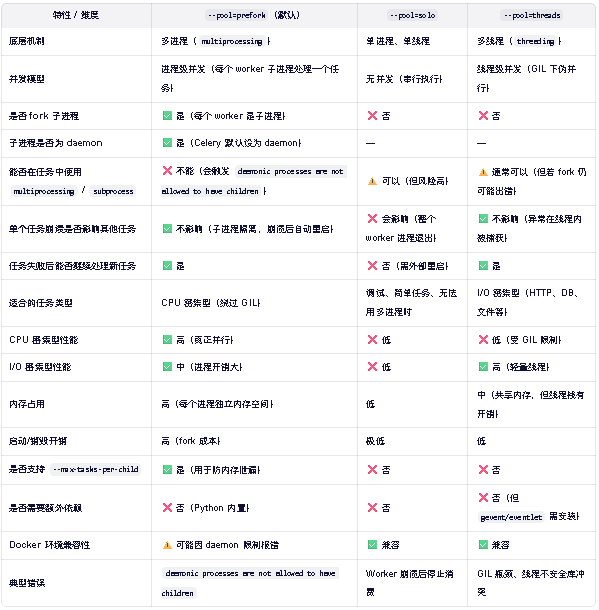 特性 / 维度 --pool=prefork（默认） --pool=solo --pool=threads
底层机制 多进程（ multiprocessing ） 单进程、单线程 多线程（ threading ）
并发模型 进程级并发（每个 worker 子进程处理一个任务） 无并发（串行执行） 线程级并发（GIL 下伪并行）
是否 fork 子进程 ✅ 是（每个 worker 是子进程） ❌ 否 ❌ 否
子进程是否为 daemon ✅ 是（Celery 默认设为 daemon） — —
能否在任务中使用 multiprocessing / subprocess ❌ 不能（会触发 daemonic processes are not allowed to have children ） ⚠️ 可以（但风险高） ⚠️ 通常可以（但若 fork 仍可能出错）
单个任务崩溃是否影响其他任务 ✅ 不影响（子进程隔离，崩溃后自动重启） ❌ 会影响（整个 worker 进程退出） ✅ 不影响（异常在线程内被捕获）
任务失败后能否继续处理新任务 ✅ 是 ❌ 否（需外部重启） ✅ 是
适合的任务类型 CPU 密集型（绕过 GIL） 调试、简单任务、无法用多进程时 I/O 密集型（HTTP、DB、文件等）
CPU 密集型性能 ✅ 高（真正并行） ❌ 低 ❌ 低（受 GIL 限制）
I/O 密集型性能 ✅ 中（进程开销大） ❌ 低 ✅ 高（轻量线程）
内存占用 高（每个进程独立内存空间） 低 中（共享内存，但线程栈有开销）
启动/销毁开销 高（fork 成本） 极低 低
是否支持 --max-tasks-per-child ✅ 是（用于防内存泄漏） ❌ 否 ❌ 否
是否需要额外依赖 ❌ 否（Python 内置） ❌ 否 ❌ 否（但 gevent/eventlet 需安装）
Docker 环境兼容性 ⚠️ 可能因 daemon 限制报错 ✅ 兼容 ✅ 兼容
典型错误 daemonic processes are not allowed to have children Worker 崩溃后停止消费 GIL 瓶颈、线程不安全库冲突